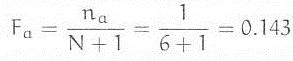 F_a = n_a / (N + 1) = 1 / (6 + 1) = 0.143